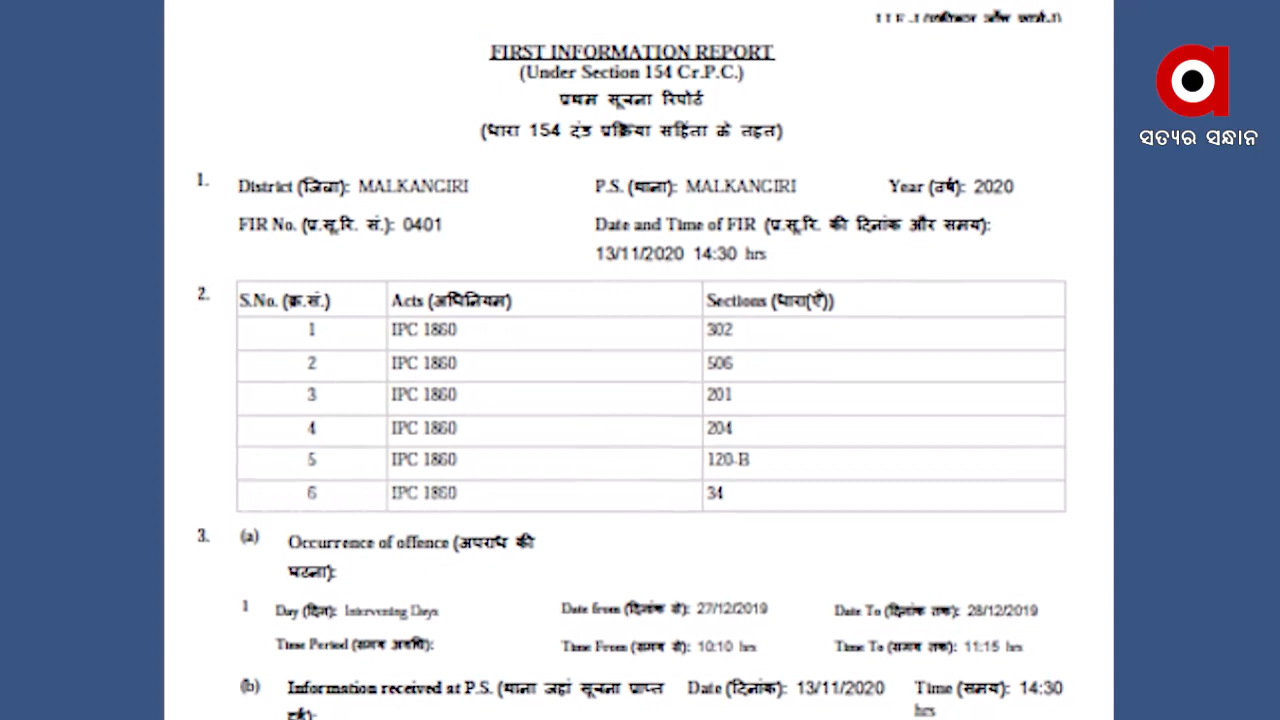 FIRST INFORMATION REPORT
(Under Section 154 Cr.P.C.)
प्रथम सूचना रिपोर्ट
(धारा 154 दंड प्रक्रिया सहिंता के तहत)
ସତ୍ୟର ସନ୍ଧାନ
1. District (जिला): MALKANGIRI P.S. (थाना): MALKANGIRI Year (वर्ष): 2020
FIR No. (प्र.सू.रि. सं.): 0401 Date and Time of FIR (प्र.सू.रि. की दिनांक और समय):
13/11/2020 14:30 hrs
2. S.No. (क्र.सं.) Acts (अधिनियम) Sections (धारा(एँ))
1 IPC 1860 302
2 IPC 1860 506
3 IPC 1860 201
4 IPC 1860 204
5 IPC 1860 120-B
6 IPC 1860 34
3. (a) Occurrence of offence (अपराध की
घटना):
1 Day (दिन): Intervening Days Date from (दिनांक से): 27/12/2019 Date To (दिनांक तक): 28/12/2019
Time Period (समय अवधि): Time From (समय से): 10:10 hrs Time To (समय तक): 11:15 hrs
(b) Information received at P.S. (थाना जहां सूचना प्राप्त Date (दिनांक): 13/11/2020 Time (समय): 14:30
hrs